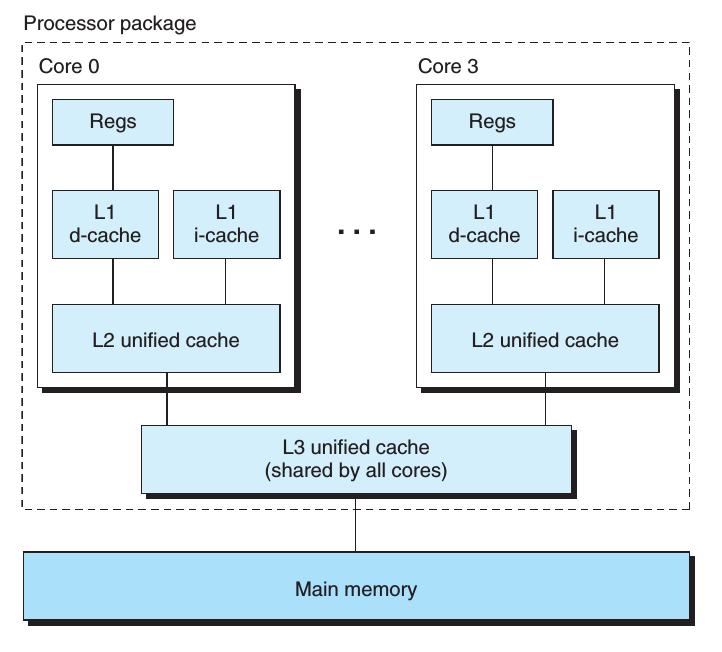 Processor package
Core 0
Core 3
Regs
Regs
L1
d-cache
L1
i-cache
. . .
L1
d-cache
L1
i-cache
L2 unified cache
L2 unified cache
L3 unified cache
(shared by all cores)
Main memory